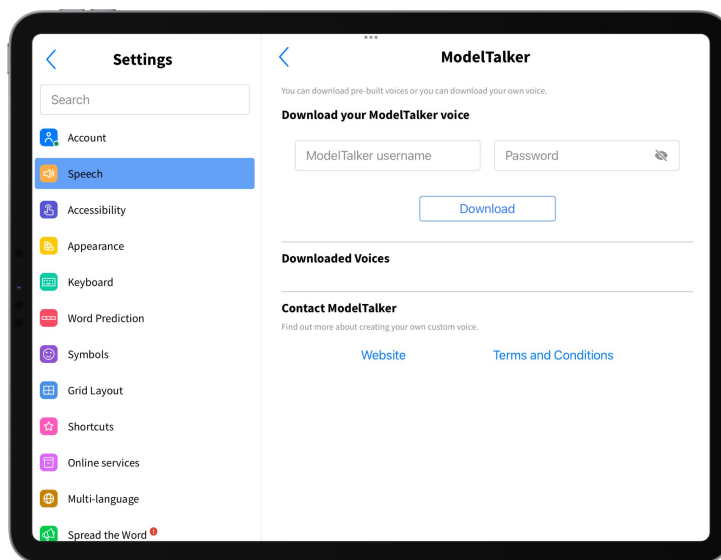 Settings
Search
Account
Speech
Accessibility
Appearance
Keyboard
Word Prediction
Symbols
Grid Layout
Shortcuts
Online services
Multi-language
Spread the Word
ModelTalker
You can download pre-built voices or you can download your own voice.
Download your ModelTalker voice
ModelTalker username
Password
Download
Downloaded Voices
Contact ModelTalker
Find out more about creating your own custom voice.
Website
Terms and Conditions